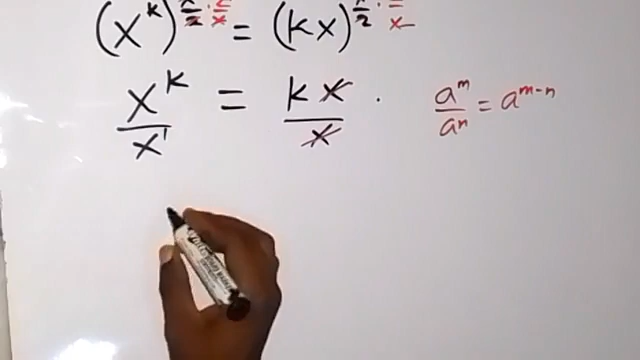 (x^k)^{x/2 · 2/x} = (kx)^{x/2 · 2/x}
x^k/x^1 = kx/x · a^m/a^n = a^{m-n}